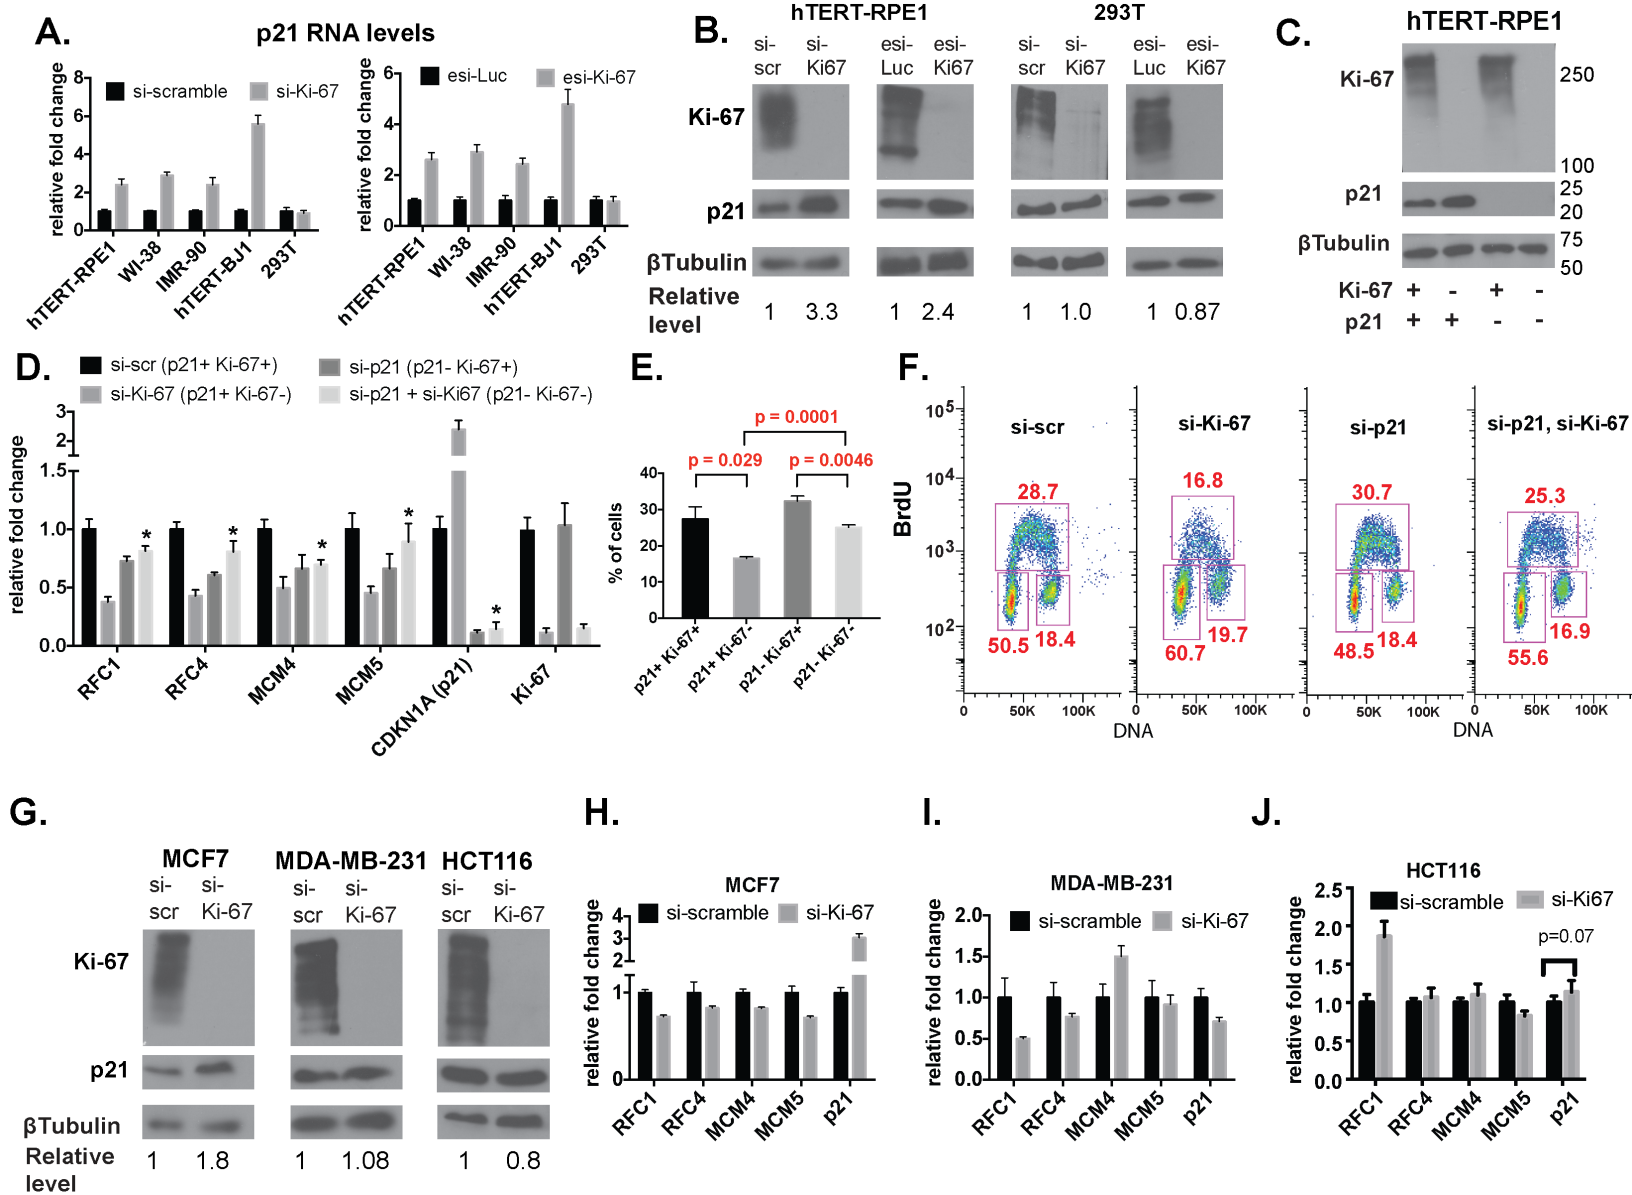 A.
p21 RNA levels
si-scramble
si-Ki-67
relative fold change
8
6
4
2
0
hTERT-RPE1
WI-38
IMR-90
hTERT-BJ1
293T
esi-Luc
esi-Ki-67
relative fold change
6
4
2
0
hTERT-RPE1
WI-38
IMR-90
hTERT-BJ1
293T
B.
hTERT-RPE1
293T
si-
scr
si-
Ki67
esi-
Luc
esi-
Ki67
si-
scr
si-
Ki67
esi-
Luc
esi-
Ki67
Ki-67
p21
βTubulin
Relative
level
1 3.3 1 2.4 1 1.0 1 0.87
C.
hTERT-RPE1
Ki-67
250
100
p21
25
20
βTubulin
75
50
Ki-67 + - + -
p21 + + - -
D.
si-scr (p21+ Ki-67+)
si-Ki-67 (p21+ Ki-67-)
si-p21 (p21- Ki-67+)
si-p21 + si-Ki67 (p21- Ki-67-)
relative fold change
3
2
1.5
1.0
0.5
0.0
* * * * *
RFC1
RFC4
MCM4
MCM5
CDKN1A (p21)
Ki-67
E.
p = 0.0001
p = 0.029
p = 0.0046
% of cells
40
30
20
10
0
p21+ Ki-67+
p21+ Ki-67-
p21- Ki-67+
p21- Ki-67-
F.
BrdU
10⁵
10⁴
10³
10²
si-scr
28.7
50.5
18.4
0 50K 100K
si-Ki-67
16.8
60.7
19.7
0 50K 100K
DNA
si-p21
30.7
48.5
18.4
0 50K 100K
si-p21, si-Ki-67
25.3
55.6
16.9
0 50K 100K
DNA
G.
MCF7
MDA-MB-231
HCT116
si-
scr
si-
Ki-67
si-
scr
si-
Ki-67
si-
scr
si-
Ki-67
Ki-67
p21
βTubulin
Relative
level
1 1.8 1 1.08 1 0.8
H.
MCF7
si-scramble
si-Ki-67
relative fold change
4
3
2
1
0
RFC1
RFC4
MCM4
MCM5
p21
I.
MDA-MB-231
si-scramble
si-Ki-67
relative fold change
2.0
1.5
1.0
0.5
0.0
RFC1
RFC4
MCM4
MCM5
p21
J.
HCT116
si-scramble
si-Ki67
p=0.07
relative fold change
2.5
2.0
1.5
1.0
0.5
0.0
RFC1
RFC4
MCM4
MCM5
p21